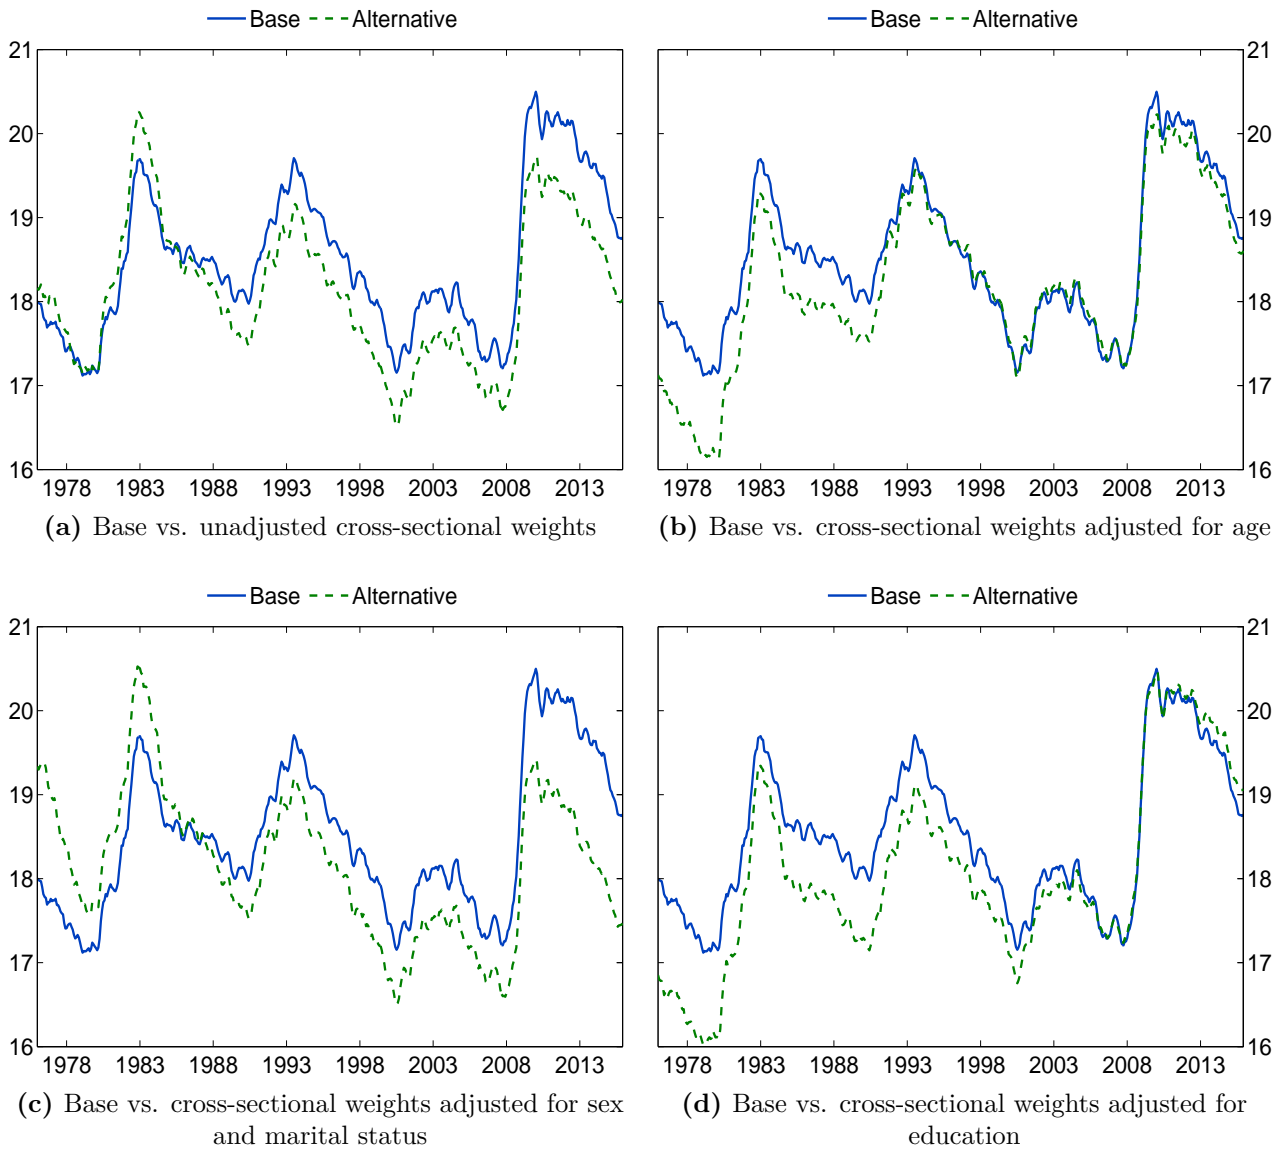 Base Alternative
Base Alternative
21
20
19
18
17
16
21
20
19
18
17
16
1978 1983 1988 1993 1998 2003 2008 2013
1978 1983 1988 1993 1998 2003 2008 2013
(a) Base vs. unadjusted cross-sectional weights
(b) Base vs. cross-sectional weights adjusted for age
Base Alternative
Base Alternative
21
20
19
18
17
16
21
20
19
18
17
16
1978 1983 1988 1993 1998 2003 2008 2013
1978 1983 1988 1993 1998 2003 2008 2013
(c) Base vs. cross-sectional weights adjusted for sex
and marital status
(d) Base vs. cross-sectional weights adjusted for
education